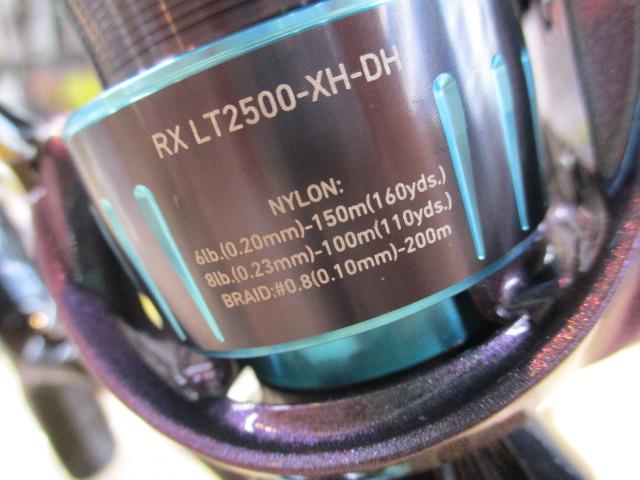 RX LT2500-XH-DH
NYLON:
6lb.(0.20mm)-150m(160yds.)
8lb.(0.23mm)-100m(110yds.)
BRAID:#0.8(0.10mm)-200m